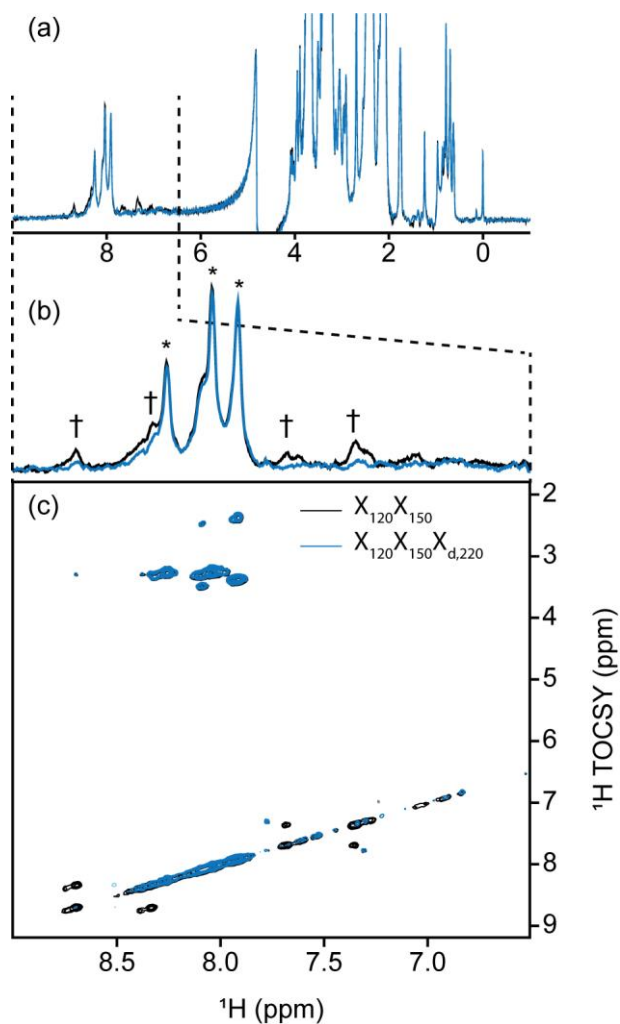 (a)
8 6 4 2 0
(b)
* * *
† † † †
(c)
X₁₂₀X₁₅₀
X₁₂₀X₁₅₀X_d,220
2
3
4
5
6
7
8
9
¹H TOCSY (ppm)
8.5 8.0 7.5 7.0
¹H (ppm)